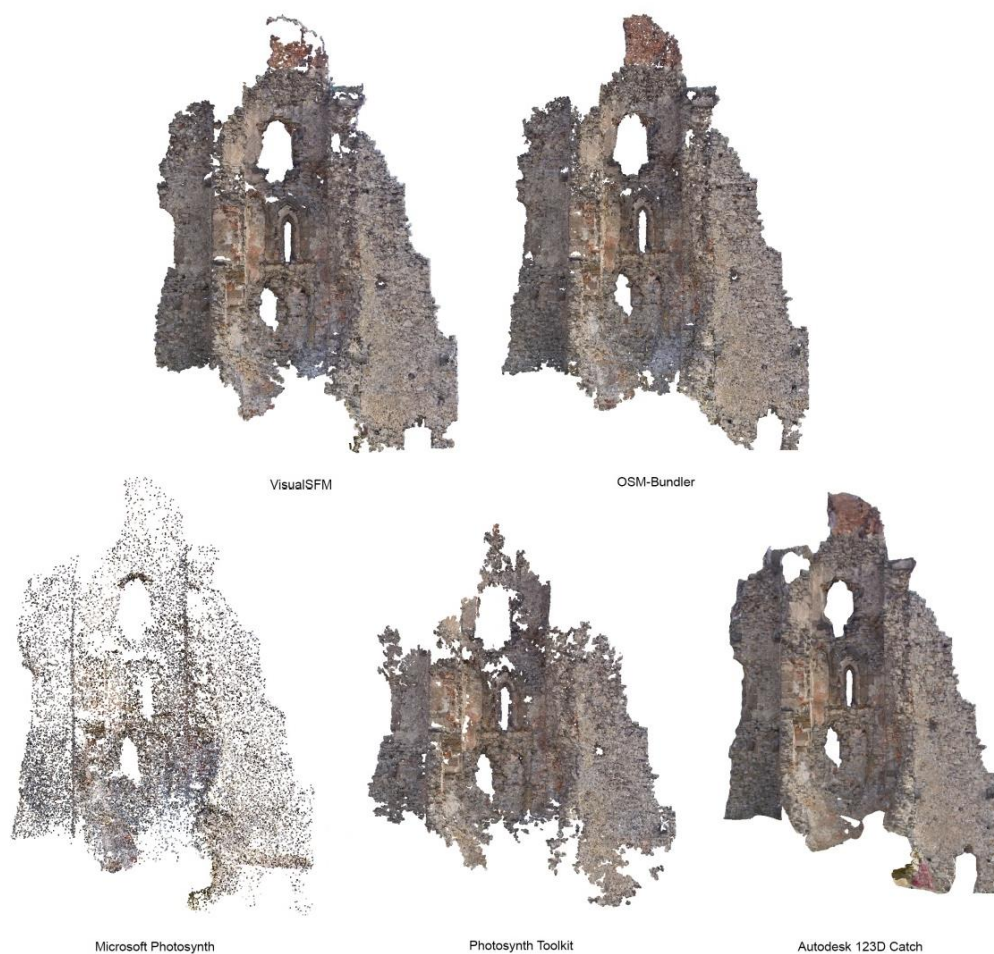 VisualSFM
OSM-Bundler
Microsoft Photosynth
Photosynth Toolkit
Autodesk 123D Catch